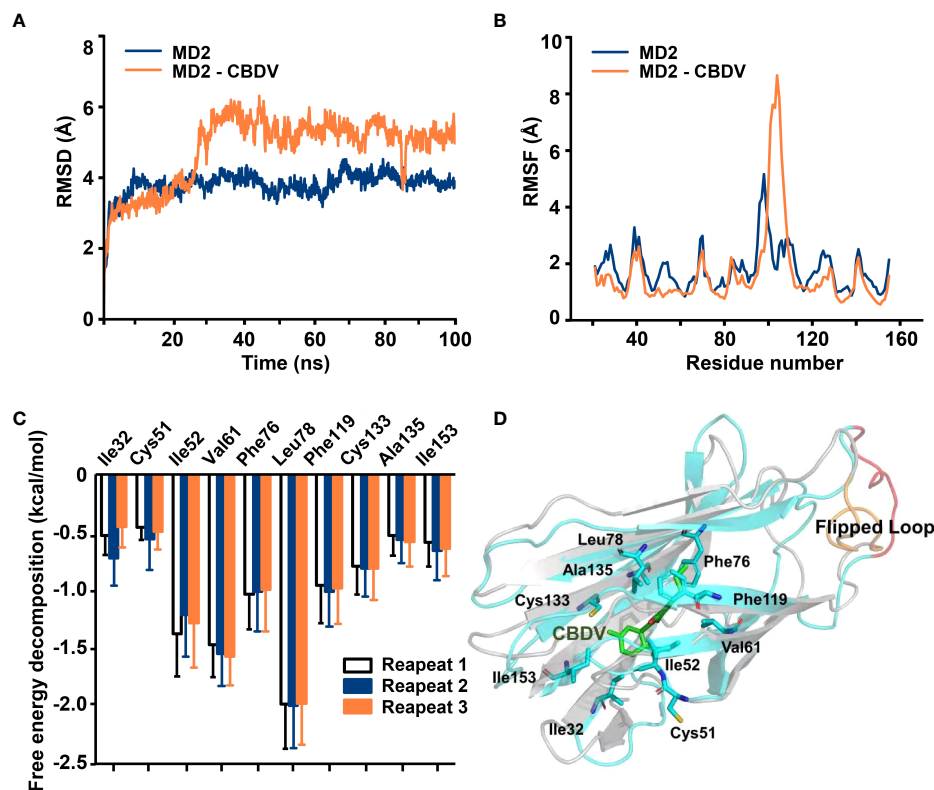 A
MD2
MD2 - CBDV
RMSD (Å)
8
6
4
2
0
20 40 60 80 100
Time (ns)
B
MD2
MD2 - CBDV
RMSF (Å)
10
8
6
4
2
0
40 80 120 160
Residue number
C
Ile32 Cys51 Ile52 Val61 Phe76 Leu78 Phe119 Cys133 Ala135 Ile153
Free energy decomposition (kcal/mol)
0
-0.5
-1.0
-1.5
-2.0
-2.5
Reapeat 1
Reapeat 2
Reapeat 3
D
Flipped Loop
Leu78
Phe76
Ala135
Cys133
Phe119
CBDV
Val61
Ile52
Ile153
Ile32
Cys51